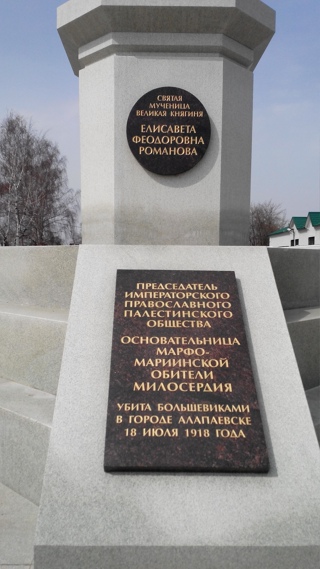 СВЯТАЯ
МУЧЕНИЦА
ВЕЛИКАЯ КНЯГИНЯ
ЕЛИСАВЕТА
ФЕОДОРОВНА
РОМАНОВА
ПРЕДСЕДАТЕЛЬ
ИМПЕРАТОРСКОГО
ПРАВОСЛАВНОГО
ПАЛЕСТИНСКОГО
ОБЩЕСТВА
ОСНОВАТЕЛЬНИЦА
МАРФО-
МАРИИНСКОЙ
ОБИТЕЛИ
МИЛОСЕРДИЯ
УБИТА БОЛЬШЕВИКАМИ
В ГОРОДЕ АЛАПАЕВСКЕ
18 ИЮЛЯ 1918 ГОДА